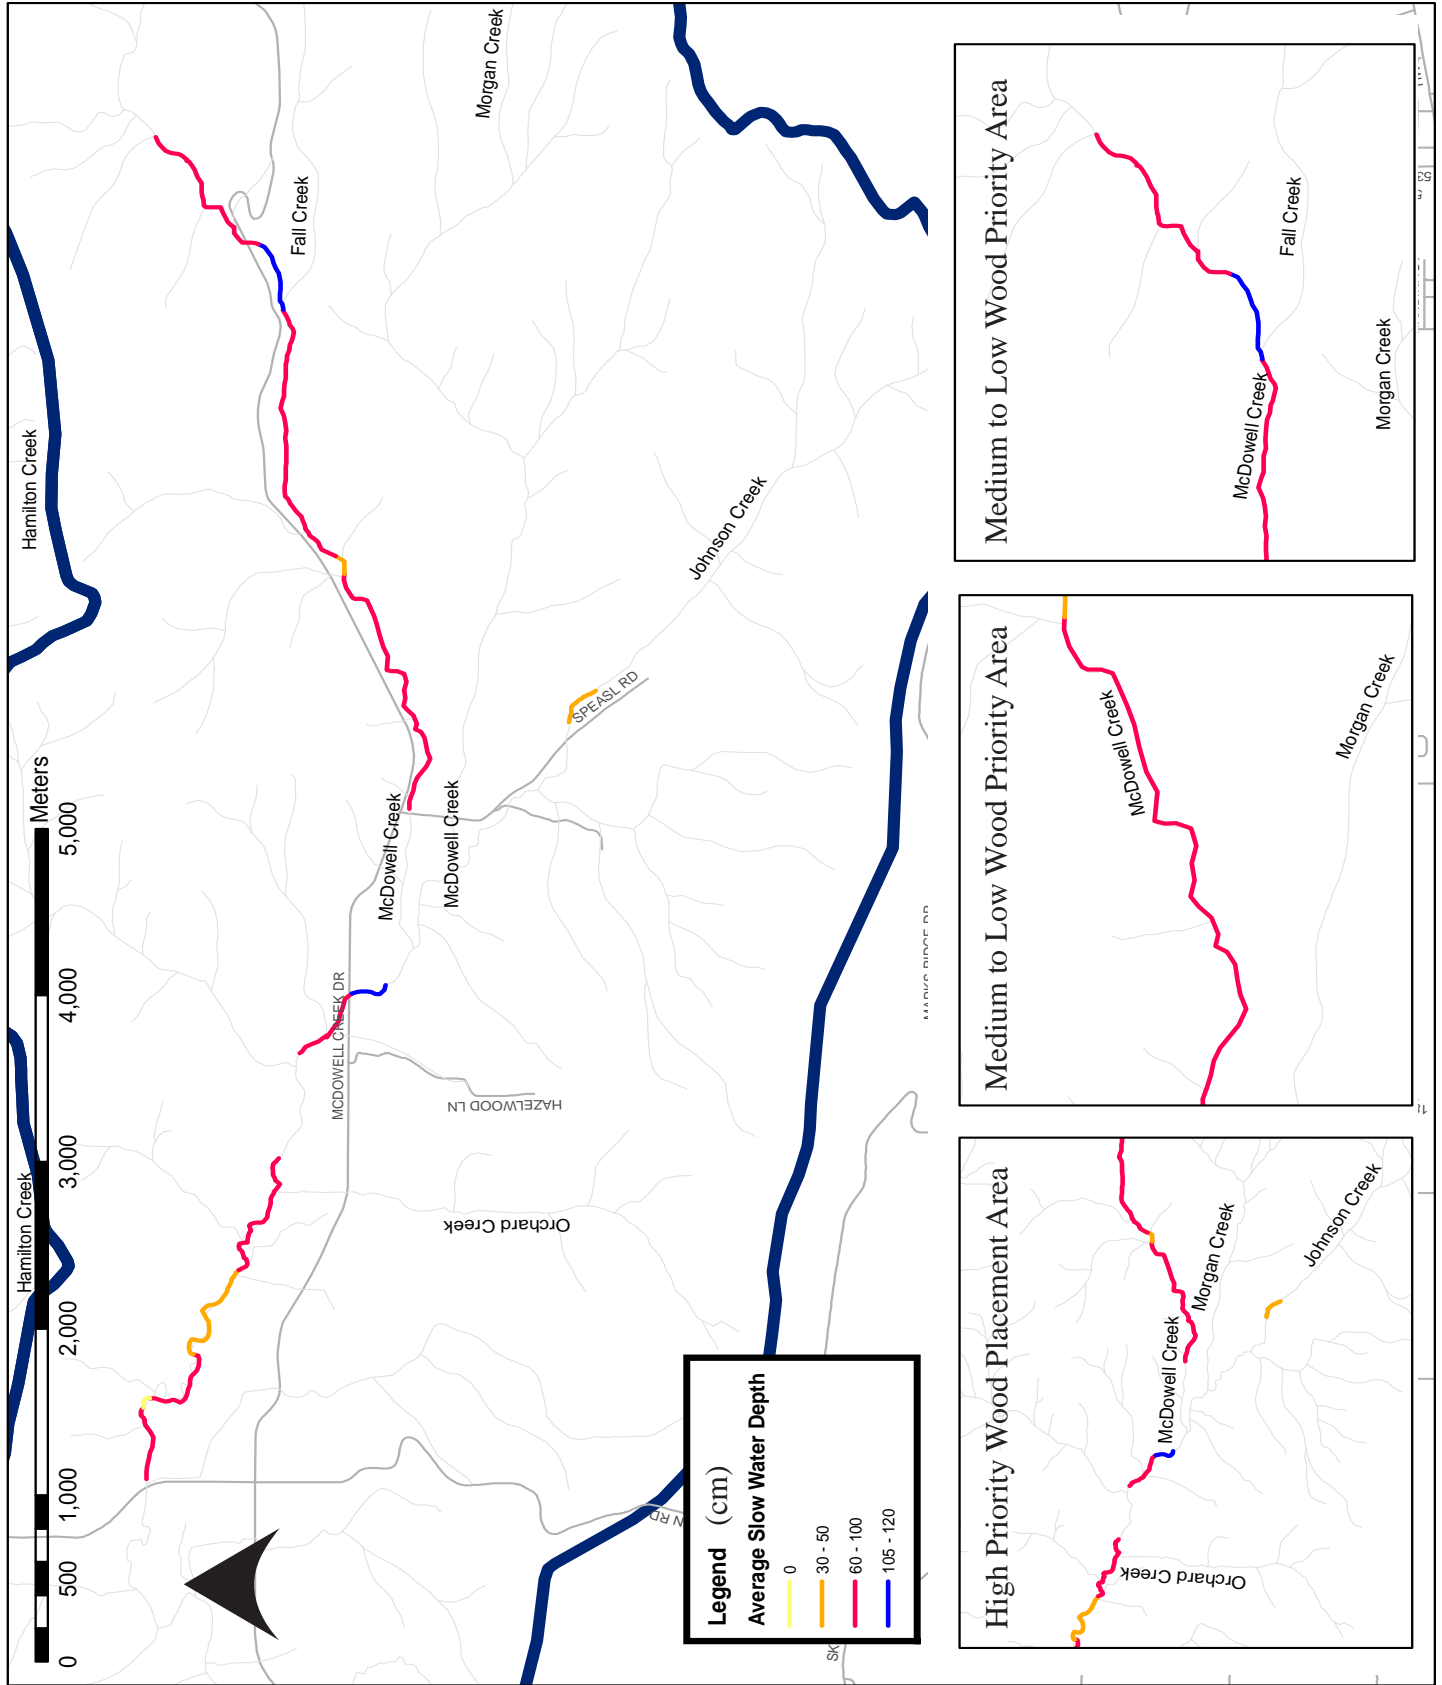 Hamilton Creek
Hamilton Creek
Morgan Creek
Fall Creek
Johnson Creek
McDowell Creek
McDowell Creek
Orchard Creek
MCDOWELL CREEK DR
HAZELWOOD LN
SPEASL RD
N RD
SK
0
500
1,000
2,000
3,000
4,000
5,000
Meters
Legend (cm)
Average Slow Water Depth
0
30 - 50
60 - 100
105 - 120
High Priority Wood Placement Area
Orchard Creek
McDowell Creek
Morgan Creek
Johnson Creek
Medium to Low Wood Priority Area
McDowell Creek
Morgan Creek
Medium to Low Wood Priority Area
McDowell Creek
Fall Creek
Morgan Creek